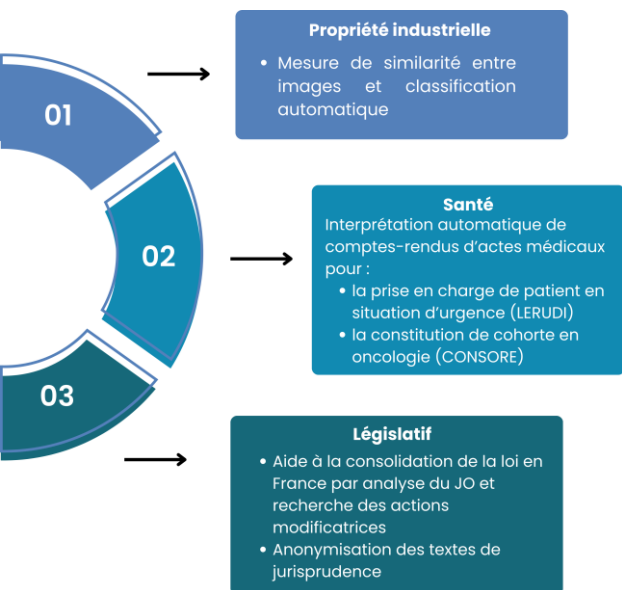 01
Propriété industrielle
• Mesure de similarité entre
images et classification
automatique
02
Santé
Interprétation automatique de
comptes-rendus d'actes médicaux
pour :
• la prise en charge de patient en
situation d'urgence (LERUDI)
• la constitution de cohorte en
oncologie (CONSORE)
03
Législatif
• Aide à la consolidation de la loi en
France par analyse du JO et
recherche des actions
modificatrices
• Anonymisation des textes de
jurisprudence